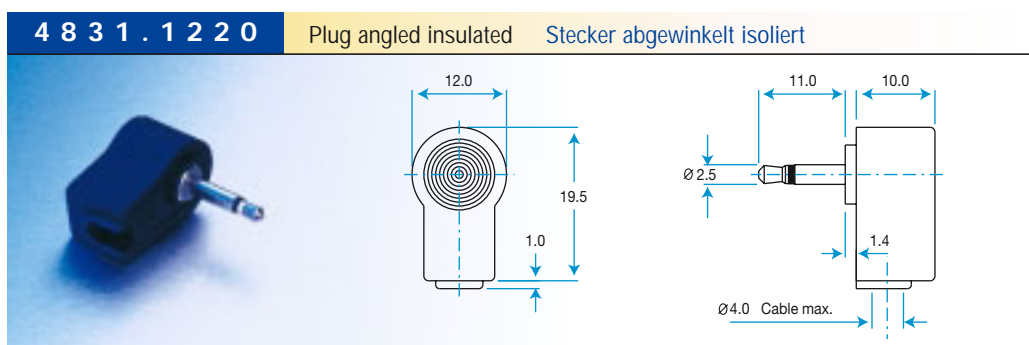 4831.1220 Plug angled insulated Stecker abgewinkelt isoliert
12.0 11.0 10.0
Ø 2.5
19.5
1.0 1.4
Ø4.0 Cable max.